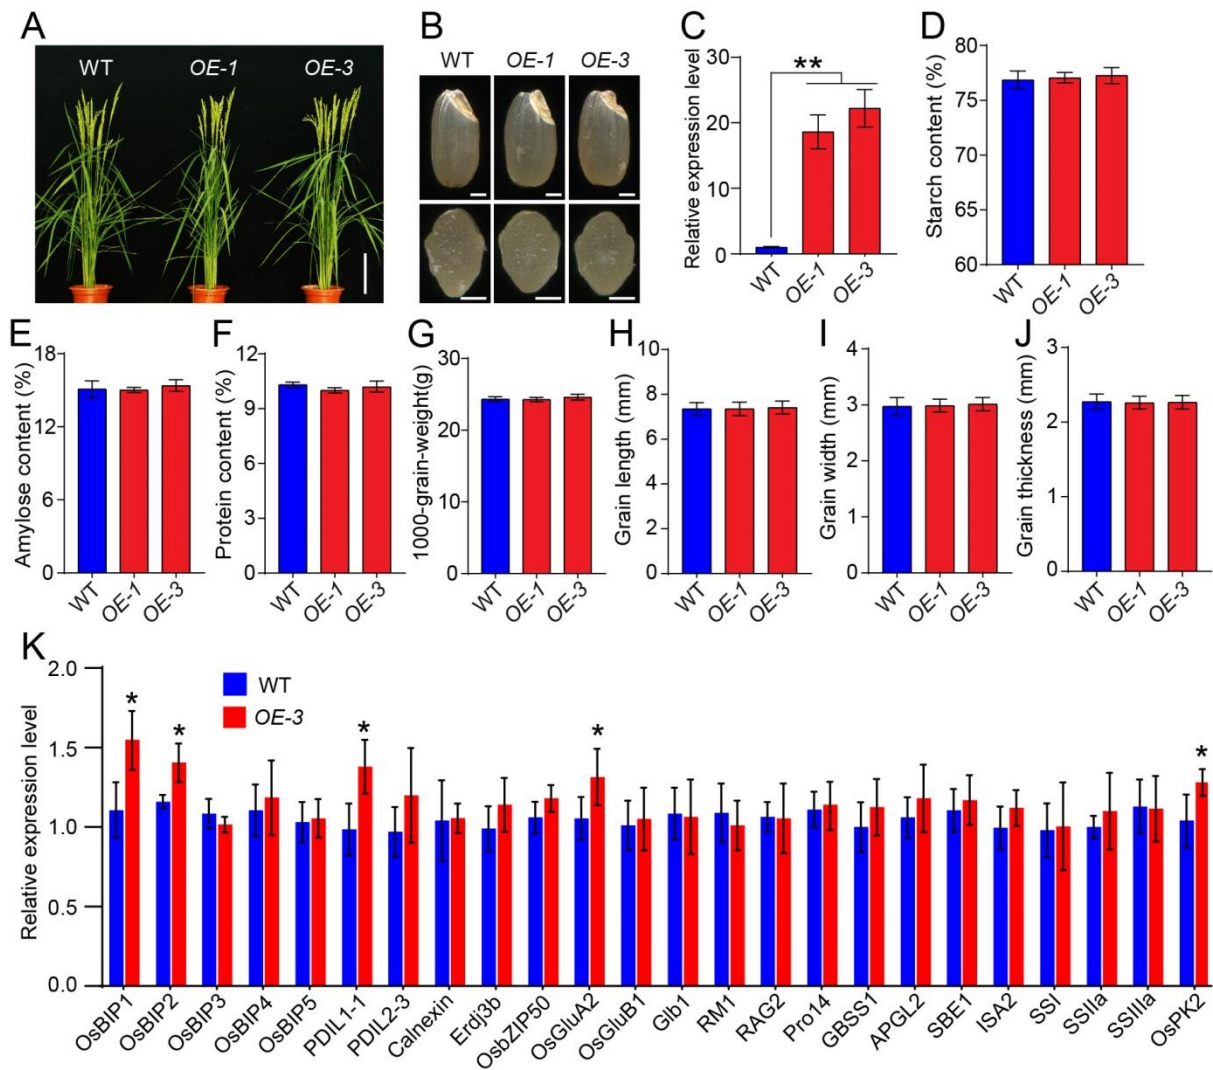 A
WT OE-1 OE-3
B
WT OE-1 OE-3
C
Relative expression level
30
20
10
0
**
WT OE-1 OE-3
D
Starch content (%)
80
75
70
65
60
WT OE-1 OE-3
E
Amylose content (%)
18
12
6
0
WT OE-1 OE-3
F
Protein content (%)
12
9
6
3
0
WT OE-1 OE-3
G
1000-grain-weight(g)
30
20
10
0
WT OE-1 OE-3
H
Grain length (mm)
10
8
6
4
2
0
WT OE-1 OE-3
I
Grain width (mm)
4
3
2
1
0
WT OE-1 OE-3
J
Grain thickness (mm)
3
2
1
0
WT OE-1 OE-3
K
Relative expression level
2.0
1.5
1.0
0.5
0.0
WT
OE-3
* * * * *
OsBIP1 OsBIP2 OsBIP3 OsBIP4 OsBIP5 PDIL1-1 PDIL2-3 Calnexin Erdj3b OsbZIP50 OsGluA2 OsGluB1 Glb1 RM1 RAG2 Pro14 GBSS1 APGL2 SBE1 ISA2 SSI SSIIa SSIIIa OsPK2